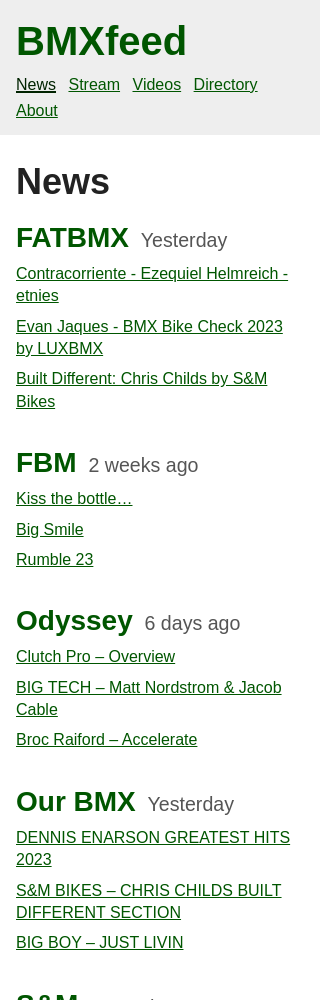 BMXfeed
News Stream Videos Directory
About
News
FATBMX Yesterday
Contracorriente - Ezequiel Helmreich -
etnies
Evan Jaques - BMX Bike Check 2023
by LUXBMX
Built Different: Chris Childs by S&M
Bikes
FBM 2 weeks ago
Kiss the bottle…
Big Smile
Rumble 23
Odyssey 6 days ago
Clutch Pro – Overview
BIG TECH – Matt Nordstrom & Jacob
Cable
Broc Raiford – Accelerate
Our BMX Yesterday
DENNIS ENARSON GREATEST HITS
2023
S&M BIKES – CHRIS CHILDS BUILT
DIFFERENT SECTION
BIG BOY – JUST LIVIN
S&M